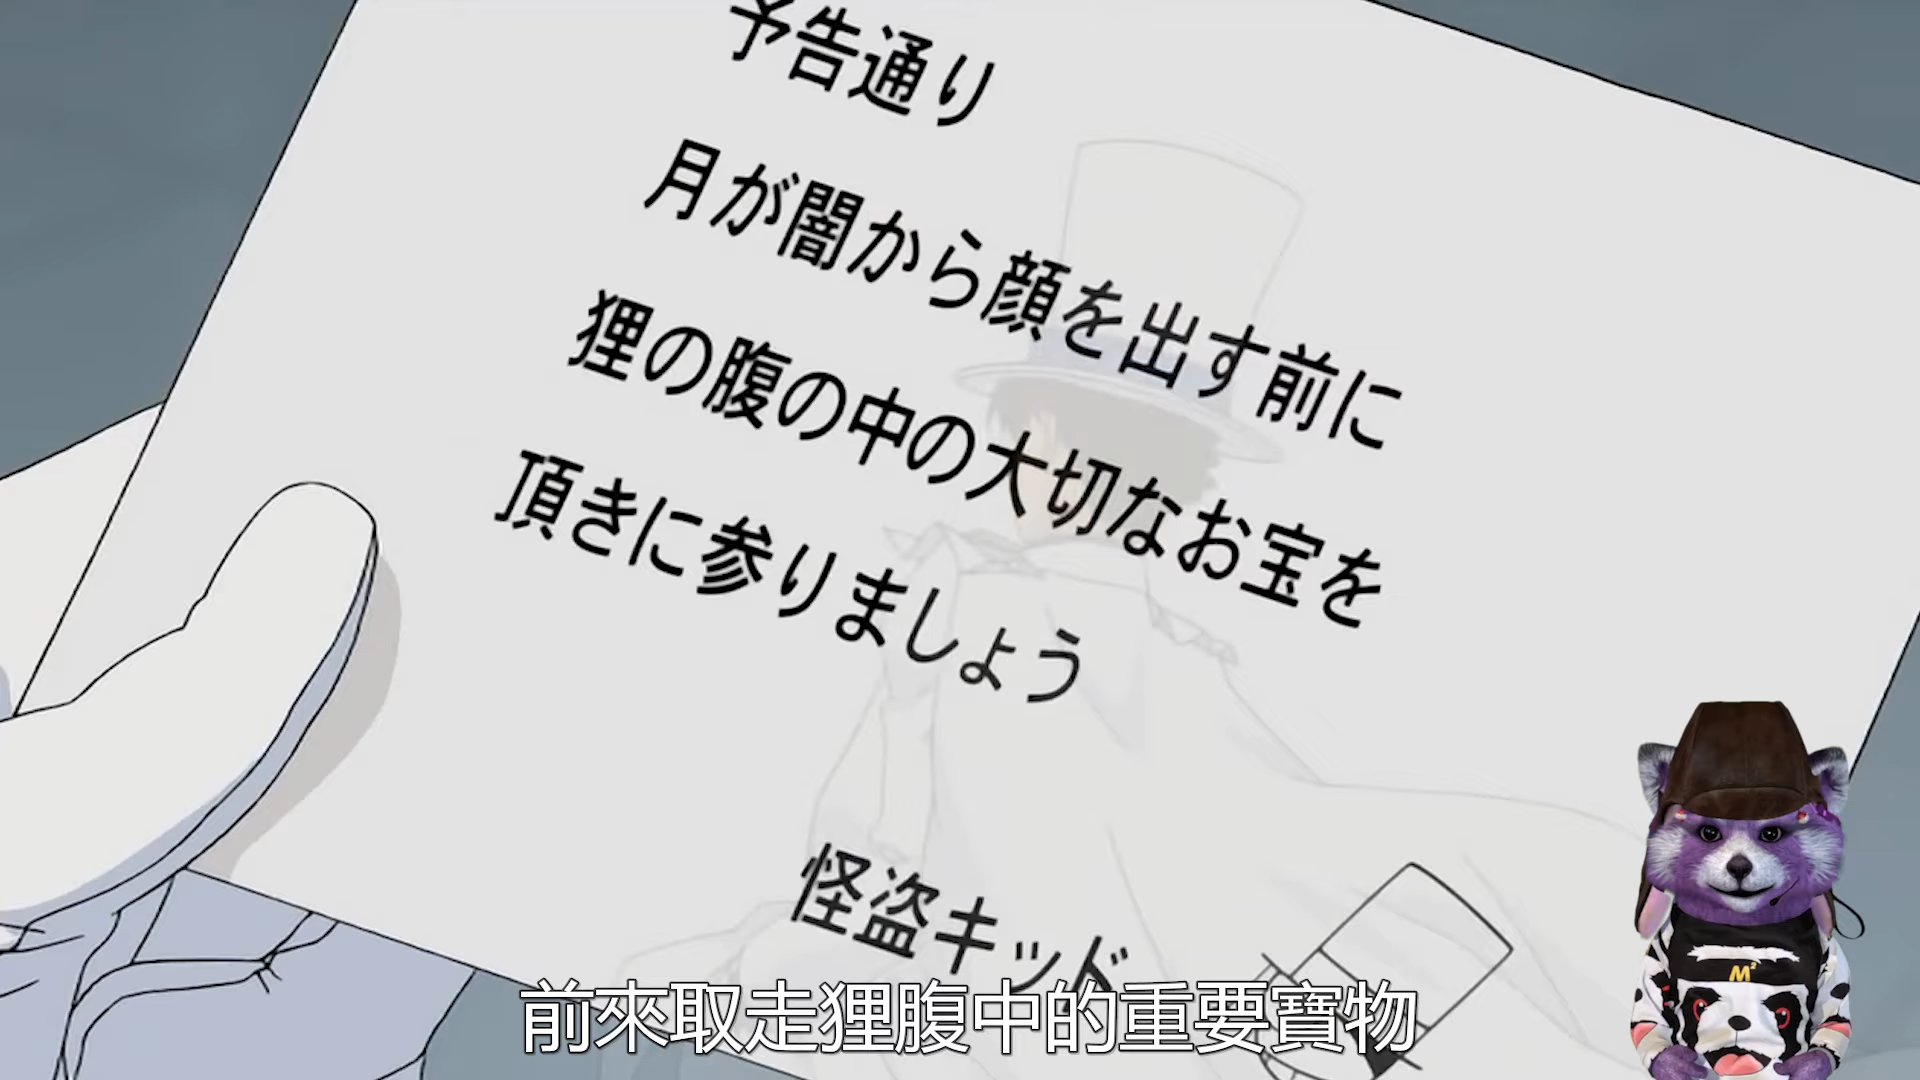 予告通り
月が闇から顔を出す前に
狸の腹の中の大切なお宝を
頂きに参りましょう
怪盗キッド
前來取走狸腹中的重要寶物
M²